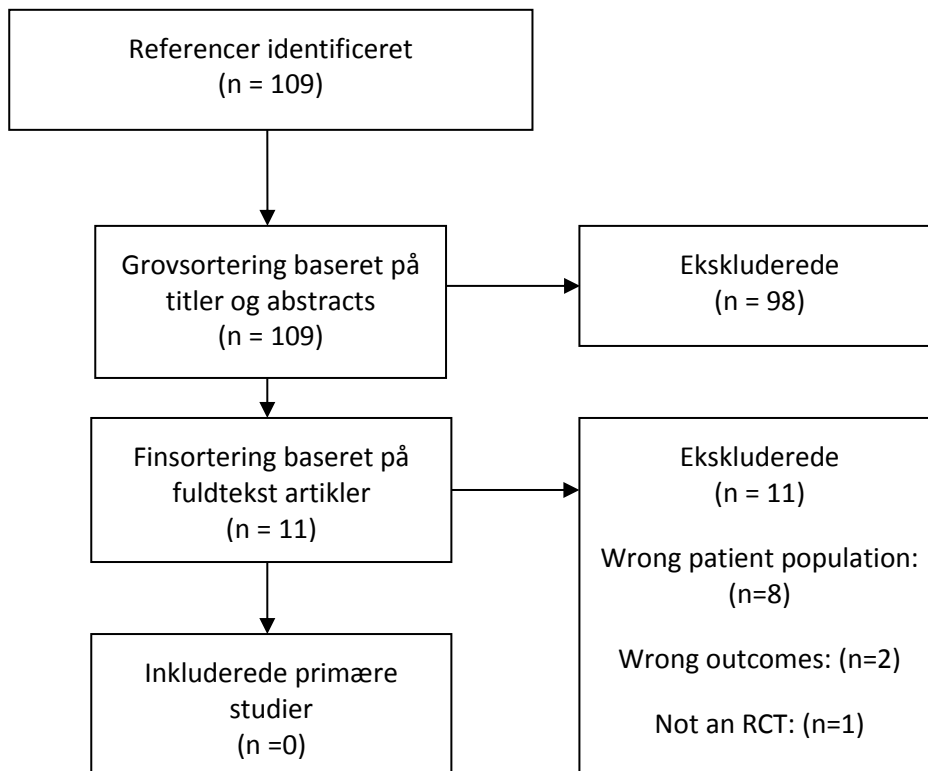 Referencer identificeret
(n = 109)
Grovsortering baseret på
titler og abstracts
(n = 109)
Ekskluderede
(n = 98)
Finsortering baseret på
fuldtekst artikler
(n = 11)
Ekskluderede
(n = 11)
Wrong patient population:
(n=8)
Wrong outcomes: (n=2)
Not an RCT: (n=1)
Inkluderede primære
studier
(n =0)